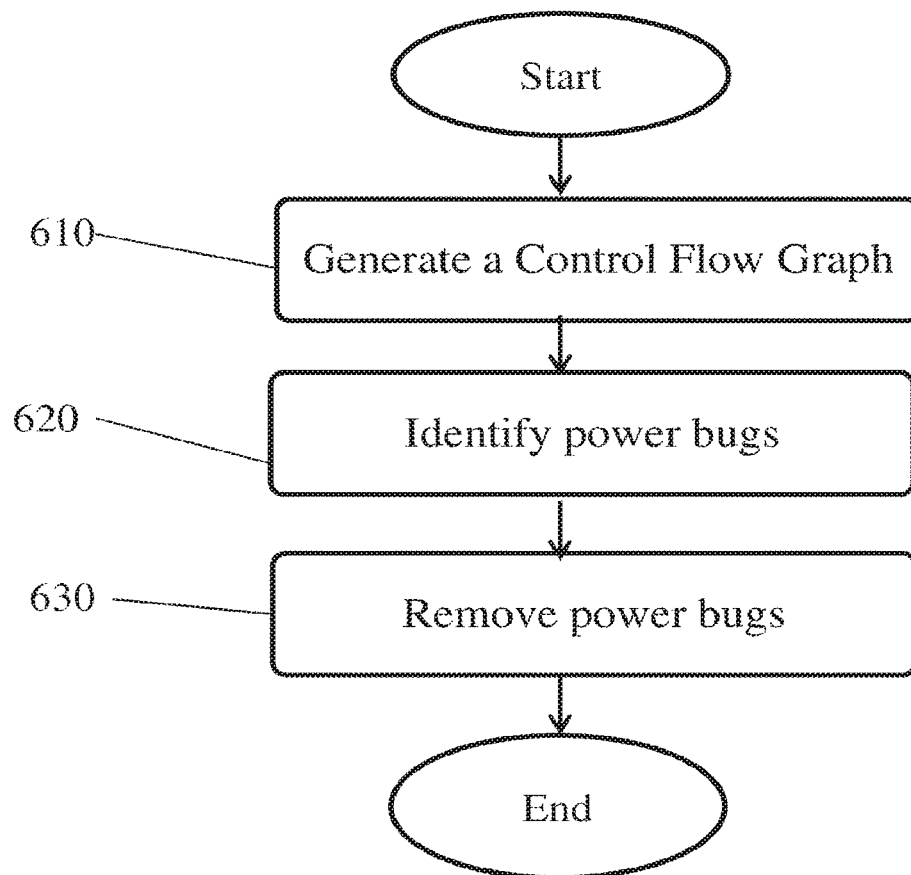 Start
610
Generate a Control Flow Graph
620
Identify power bugs
630
Remove power bugs
End